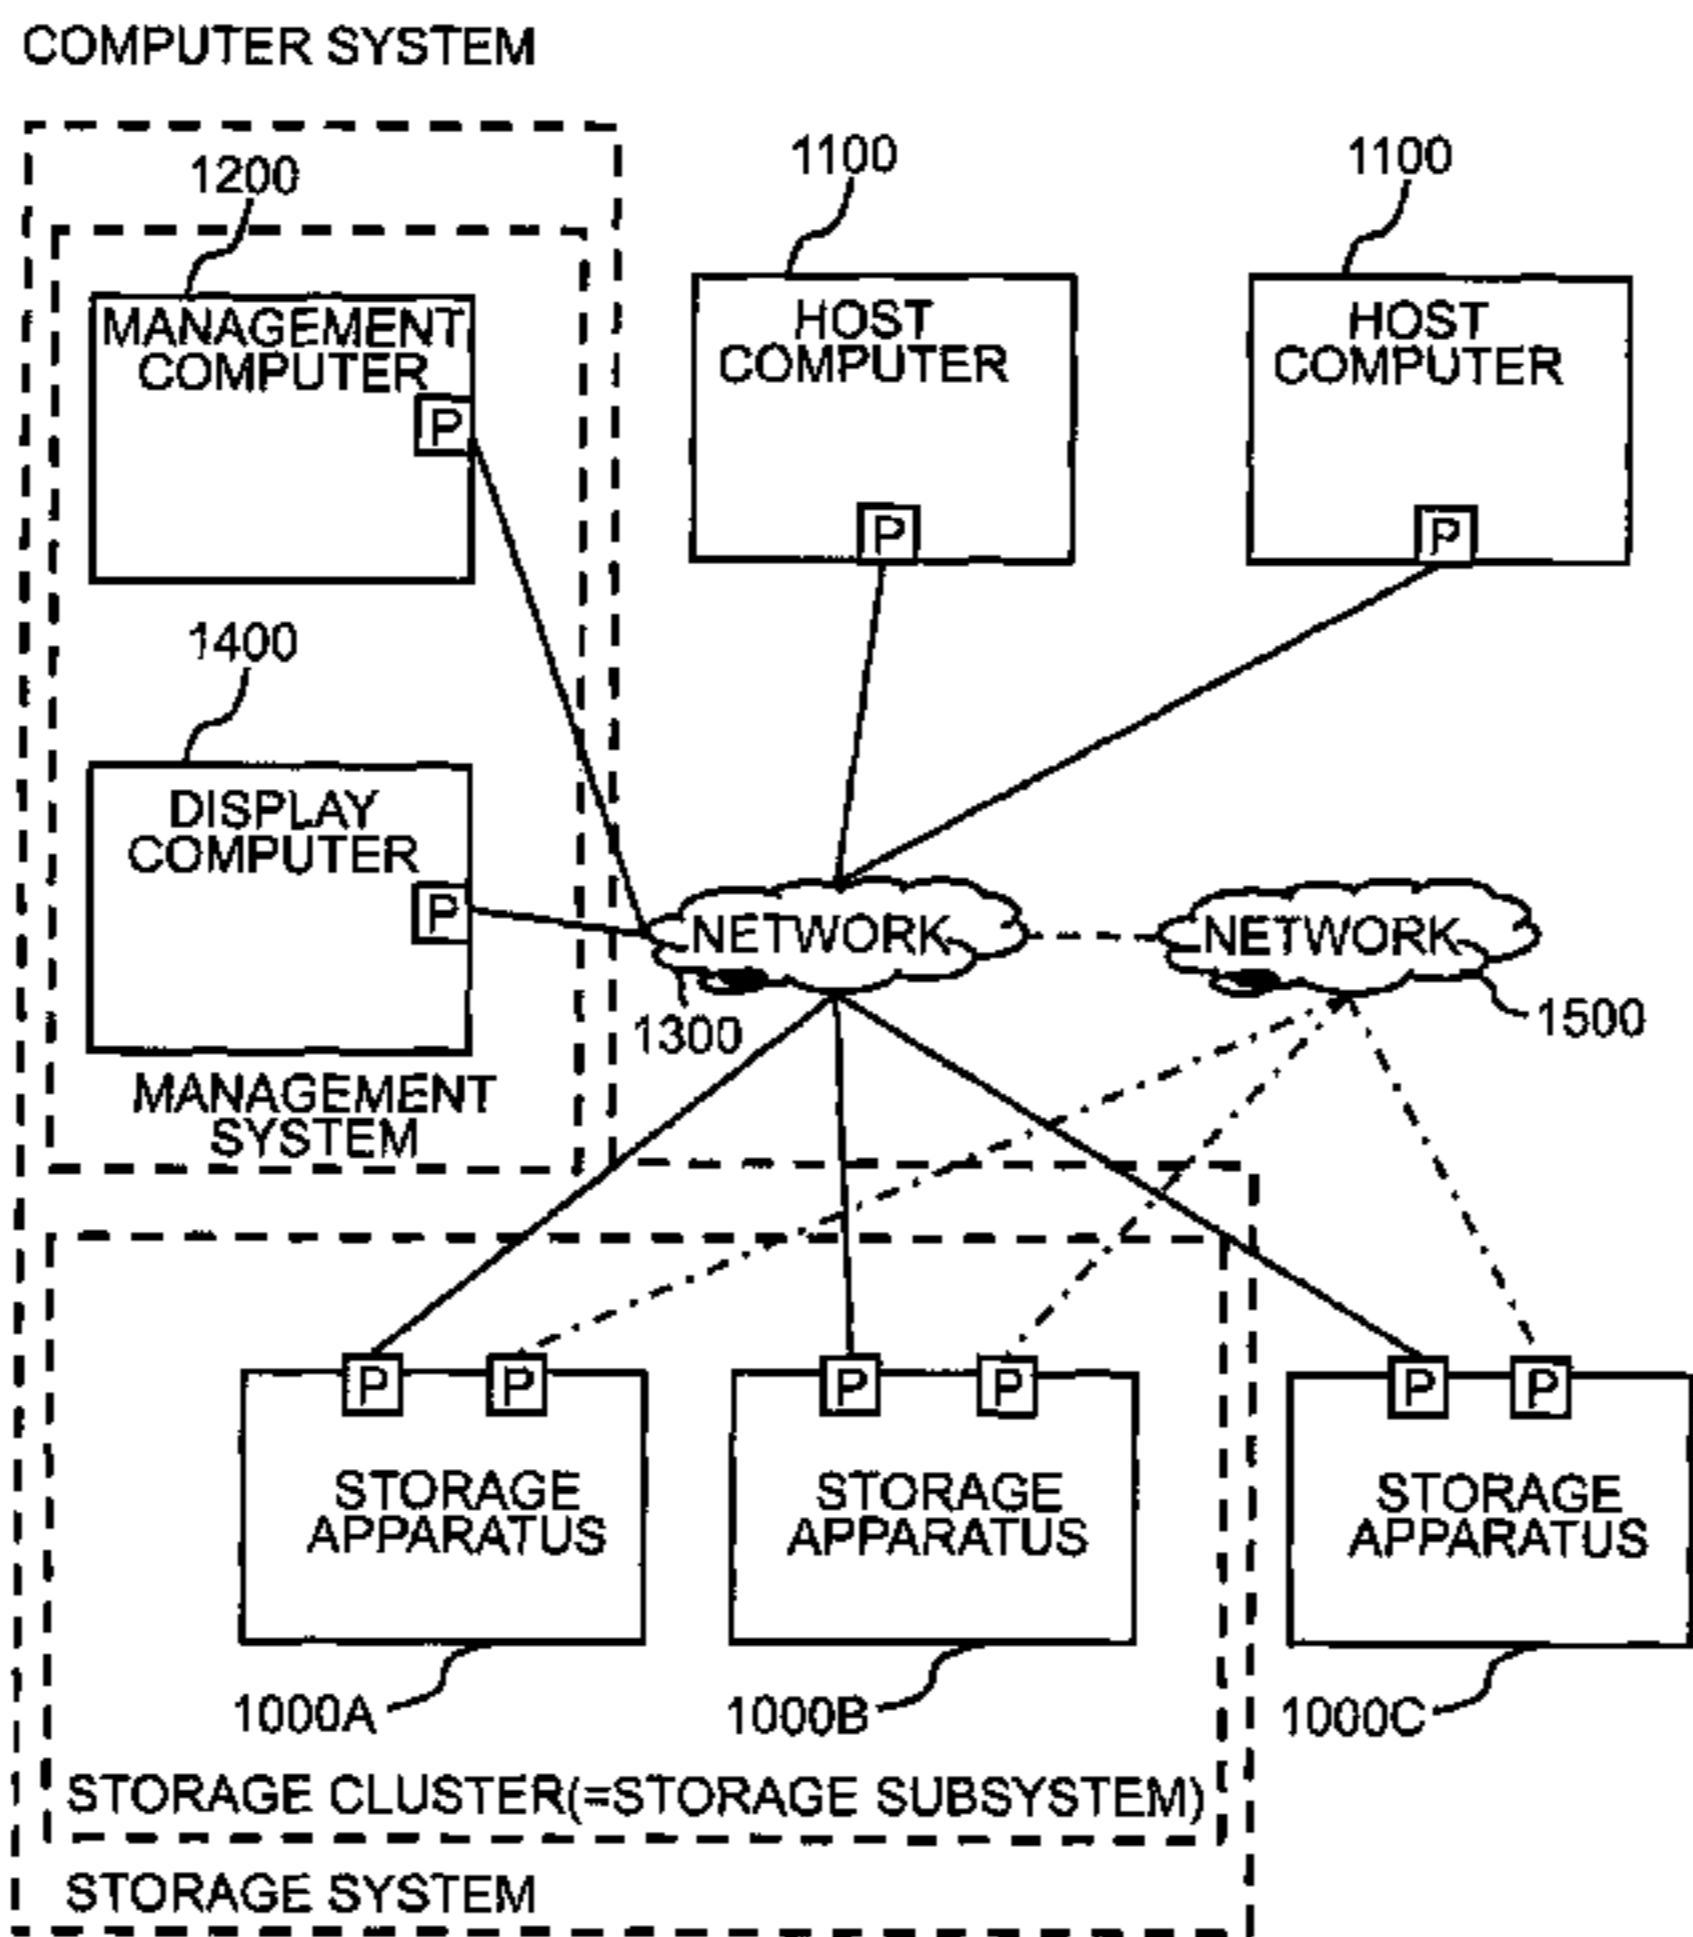 COMPUTER SYSTEM
1200
1100
1100
MANAGEMENT
COMPUTER
P
HOST
COMPUTER
P
HOST
COMPUTER
P
1400
DISPLAY
COMPUTER
P
MANAGEMENT
SYSTEM
NETWORK
1300
NETWORK
1500
P
P
STORAGE
APPARATUS
1000A
P
P
STORAGE
APPARATUS
1000B
P
P
STORAGE
APPARATUS
1000C
STORAGE CLUSTER(=STORAGE SUBSYSTEM)
STORAGE SYSTEM